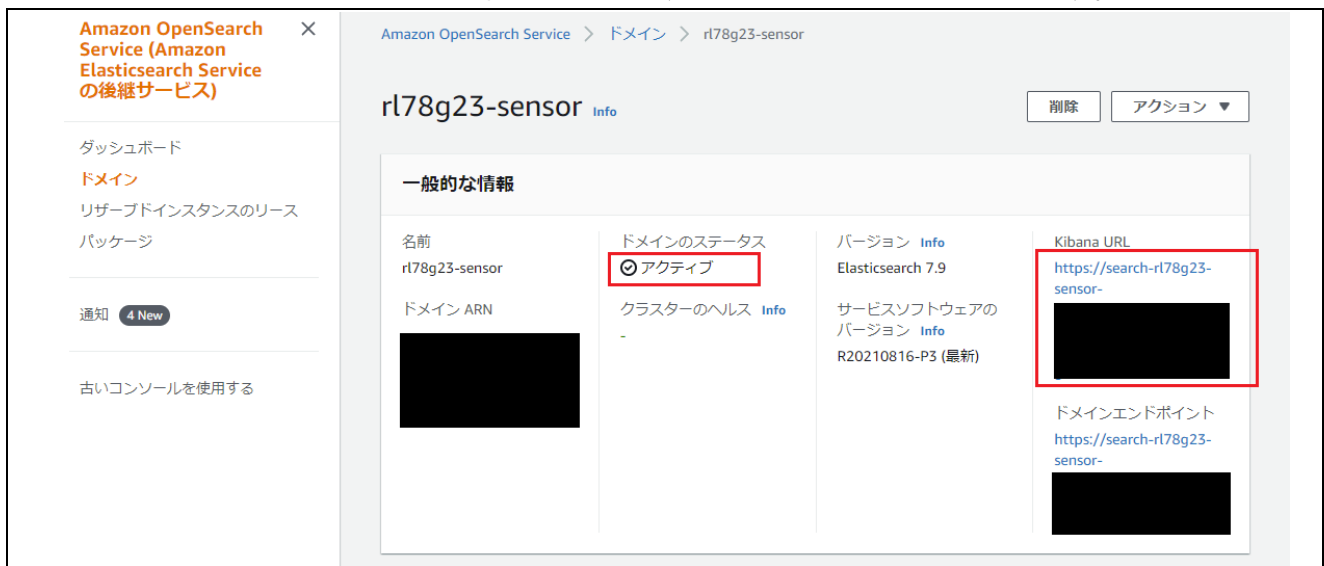 Amazon OpenSearch
Service (Amazon
Elasticsearch Service
の後継サービス)
ダッシュボード
ドメイン
リザーブドインスタンスのリース
パッケージ
通知 4 New
古いコンソールを使用する
Amazon OpenSearch Service > ドメイン > rl78g23-sensor
rl78g23-sensor Info
削除
アクション ▼
一般的な情報
名前
rl78g23-sensor
ドメイン ARN
ドメインのステータス
アクティブ
クラスターのヘルス Info
-
バージョン Info
Elasticsearch 7.9
サービスソフトウェアの
バージョン Info
R20210816-P3 (最新)
Kibana URL
https://search-rl78g23-
sensor-
ドメインエンドポイント
https://search-rl78g23-
sensor-